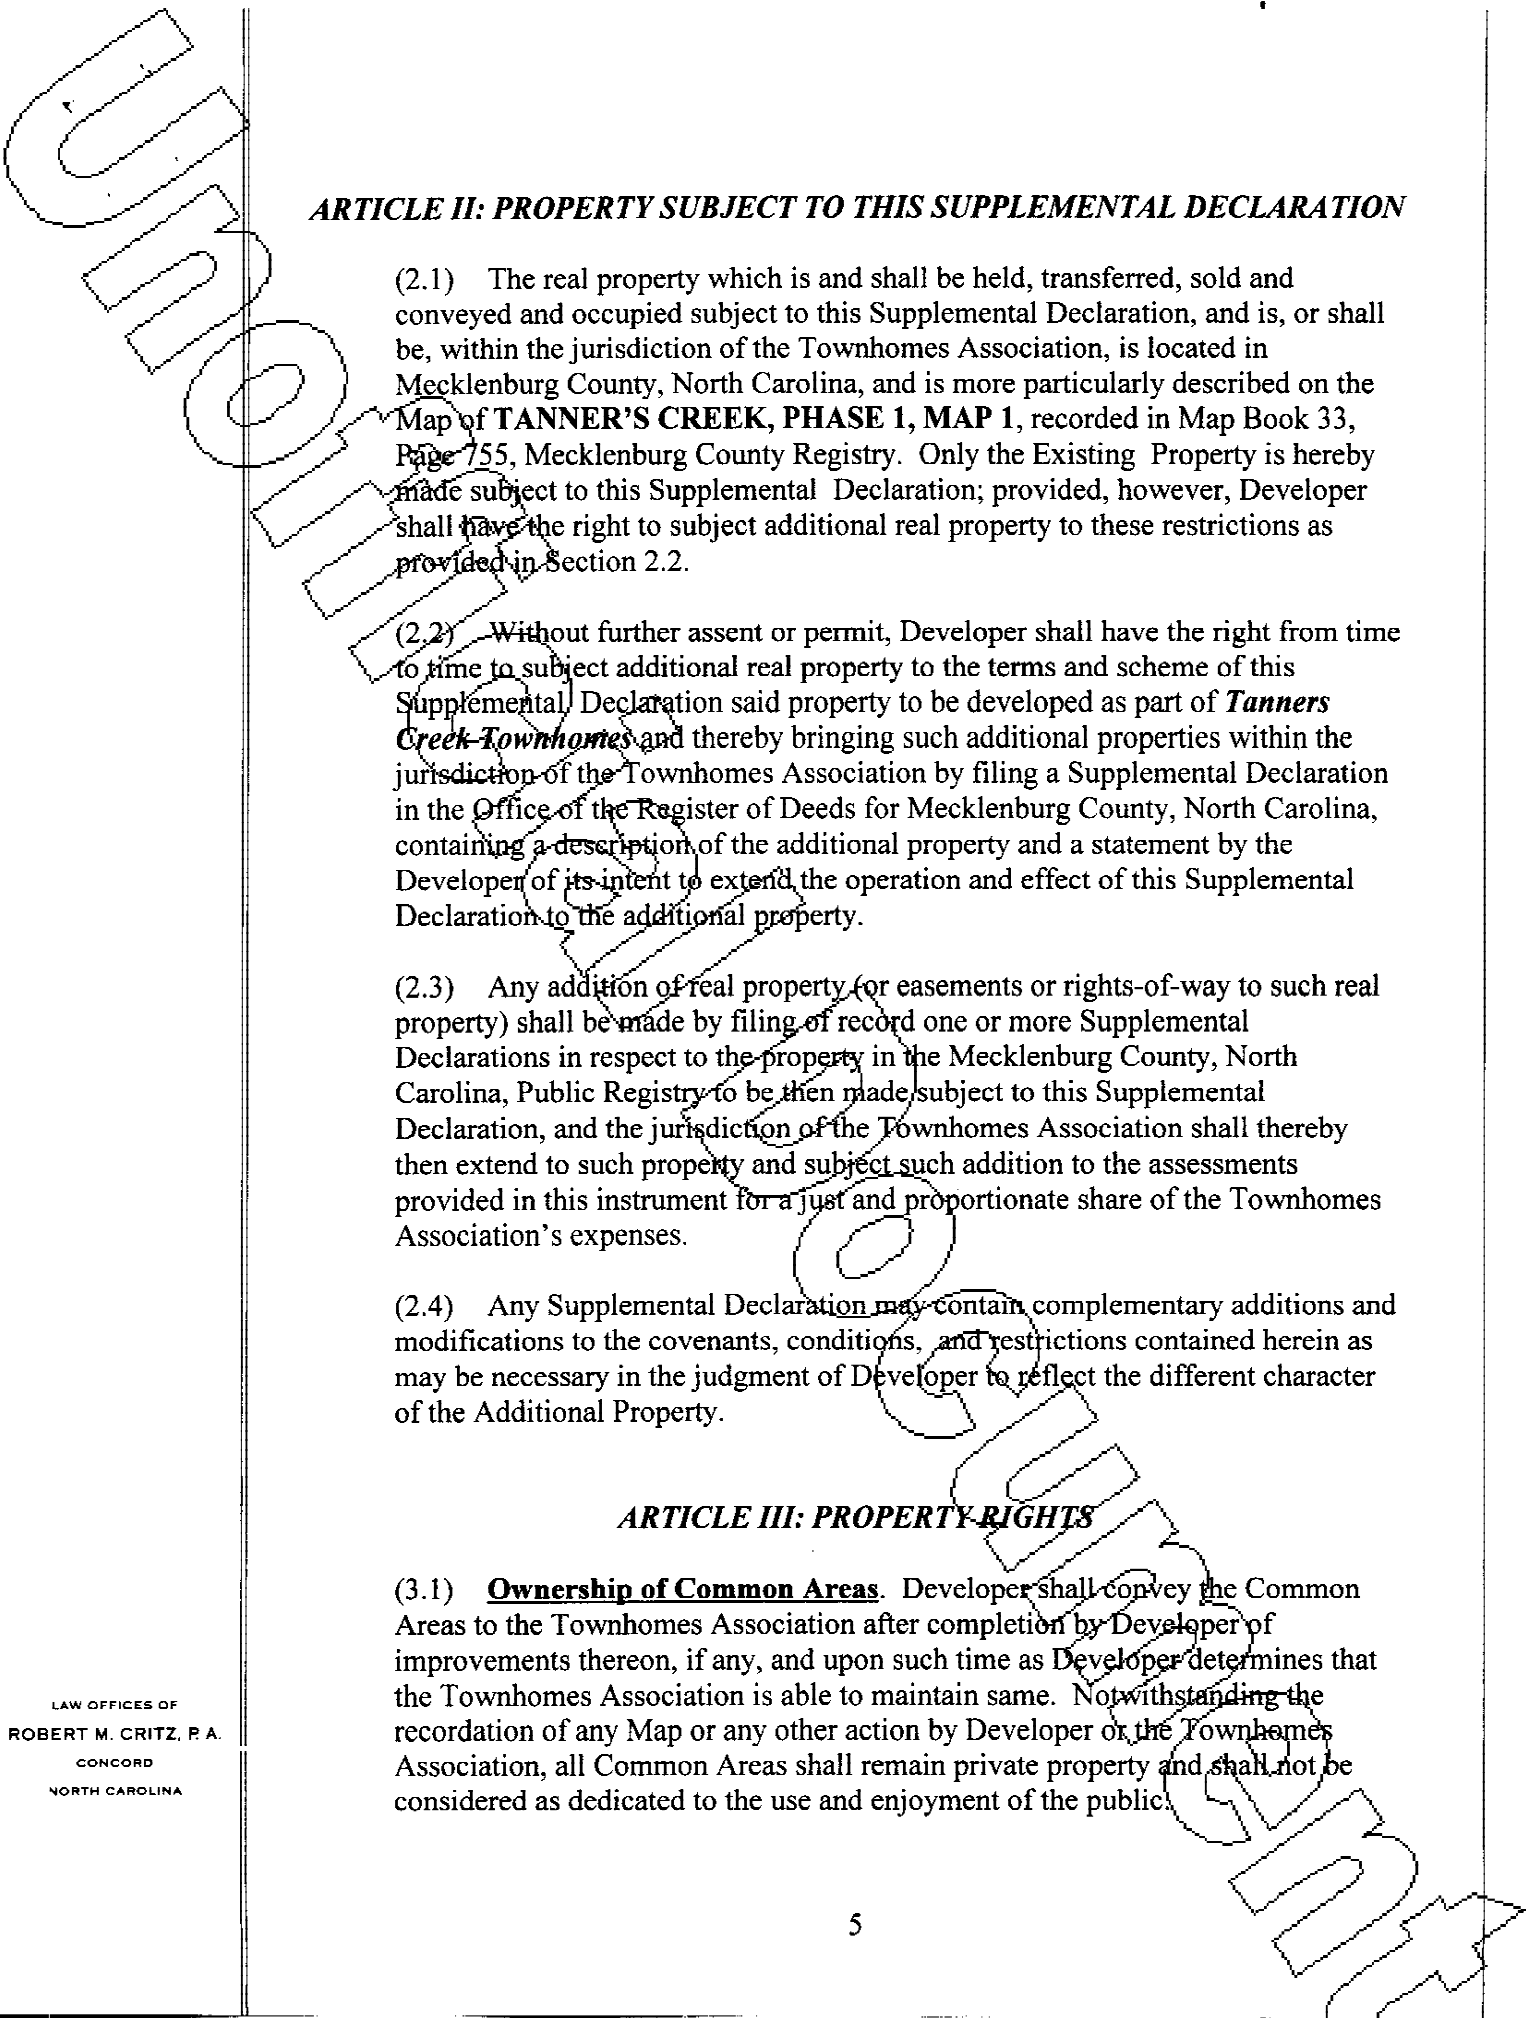 ARTICLE II: PROPERTY SUBJECT TO THIS SUPPLEMENTAL DECLARATION
(2.1) The real property which is and shall be held, transferred, sold and
conveyed and occupied subject to this Supplemental Declaration, and is, or shall
be, within the jurisdiction of the Townhomes Association, is located in
Mecklenburg County, North Carolina, and is more particularly described on the
Map of TANNER'S CREEK, PHASE 1, MAP 1, recorded in Map Book 33,
Page 755, Mecklenburg County Registry. Only the Existing Property is hereby
made subject to this Supplemental Declaration; provided, however, Developer
shall have the right to subject additional real property to these restrictions as
provided in Section 2.2.
(2.2) Without further assent or permit, Developer shall have the right from time
to time to subject additional real property to the terms and scheme of this
Supplemental Declaration said property to be developed as part of Tanners
Creek Townhomes and thereby bringing such additional properties within the
jurisdiction of the Townhomes Association by filing a Supplemental Declaration
in the Office of the Register of Deeds for Mecklenburg County, North Carolina,
containing a description of the additional property and a statement by the
Developer of its intent to extend the operation and effect of this Supplemental
Declaration to the additional property.
(2.3) Any addition of real property (or easements or rights-of-way to such real
property) shall be made by filing of record one or more Supplemental
Declarations in respect to the property in the Mecklenburg County, North
Carolina, Public Registry to be then made subject to this Supplemental
Declaration, and the jurisdiction of the Townhomes Association shall thereby
then extend to such property and subject such addition to the assessments
provided in this instrument for a just and proportionate share of the Townhomes
Association's expenses.
(2.4) Any Supplemental Declaration may contain complementary additions and
modifications to the covenants, conditions, and restrictions contained herein as
may be necessary in the judgment of Developer to reflect the different character
of the Additional Property.
ARTICLE III: PROPERTY RIGHTS
(3.1) Ownership of Common Areas. Developer shall convey the Common
Areas to the Townhomes Association after completion by Developer of
improvements thereon, if any, and upon such time as Developer determines that
the Townhomes Association is able to maintain same. Notwithstanding the
recordation of any Map or any other action by Developer or the Townhomes
Association, all Common Areas shall remain private property and shall not be
considered as dedicated to the use and enjoyment of the public.
LAW OFFICES OF
ROBERT M. CRITZ, P. A.
CONCORD
NORTH CAROLINA
5
Unofficial Document